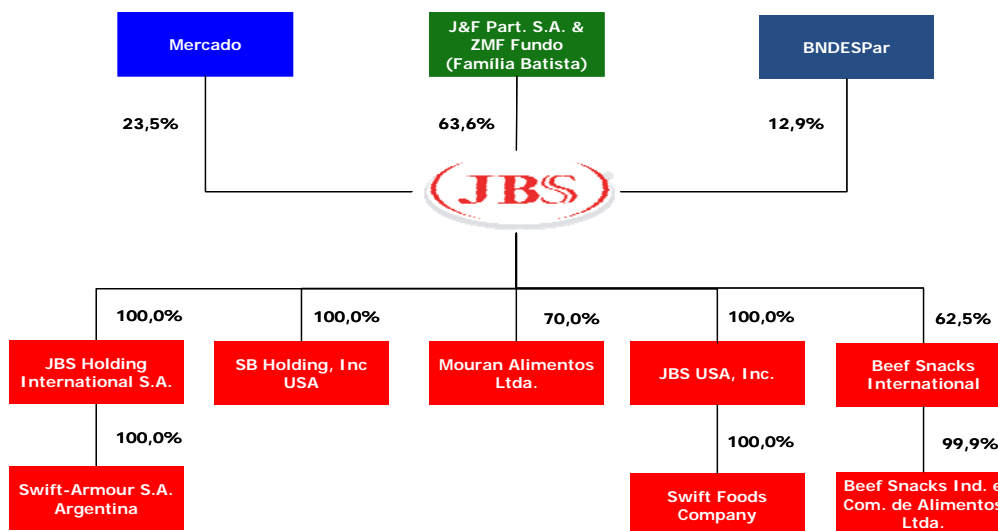 Mercado
J&F Part. S.A. &
ZMF Fundo
(Família Batista)
BNDESPar
23,5%
63,6%
12,9%
JBS
100,0%
100,0%
70,0%
100,0%
62,5%
JBS Holding
International S.A.
SB Holding, Inc
USA
Mouran Alimentos
Ltda.
JBS USA, Inc.
Beef Snacks
International
100,0%
100,0%
99,9%
Swift-Armour S.A.
Argentina
Swift Foods
Company
Beef Snacks Ind. e
Com. de Alimentos
Ltda.